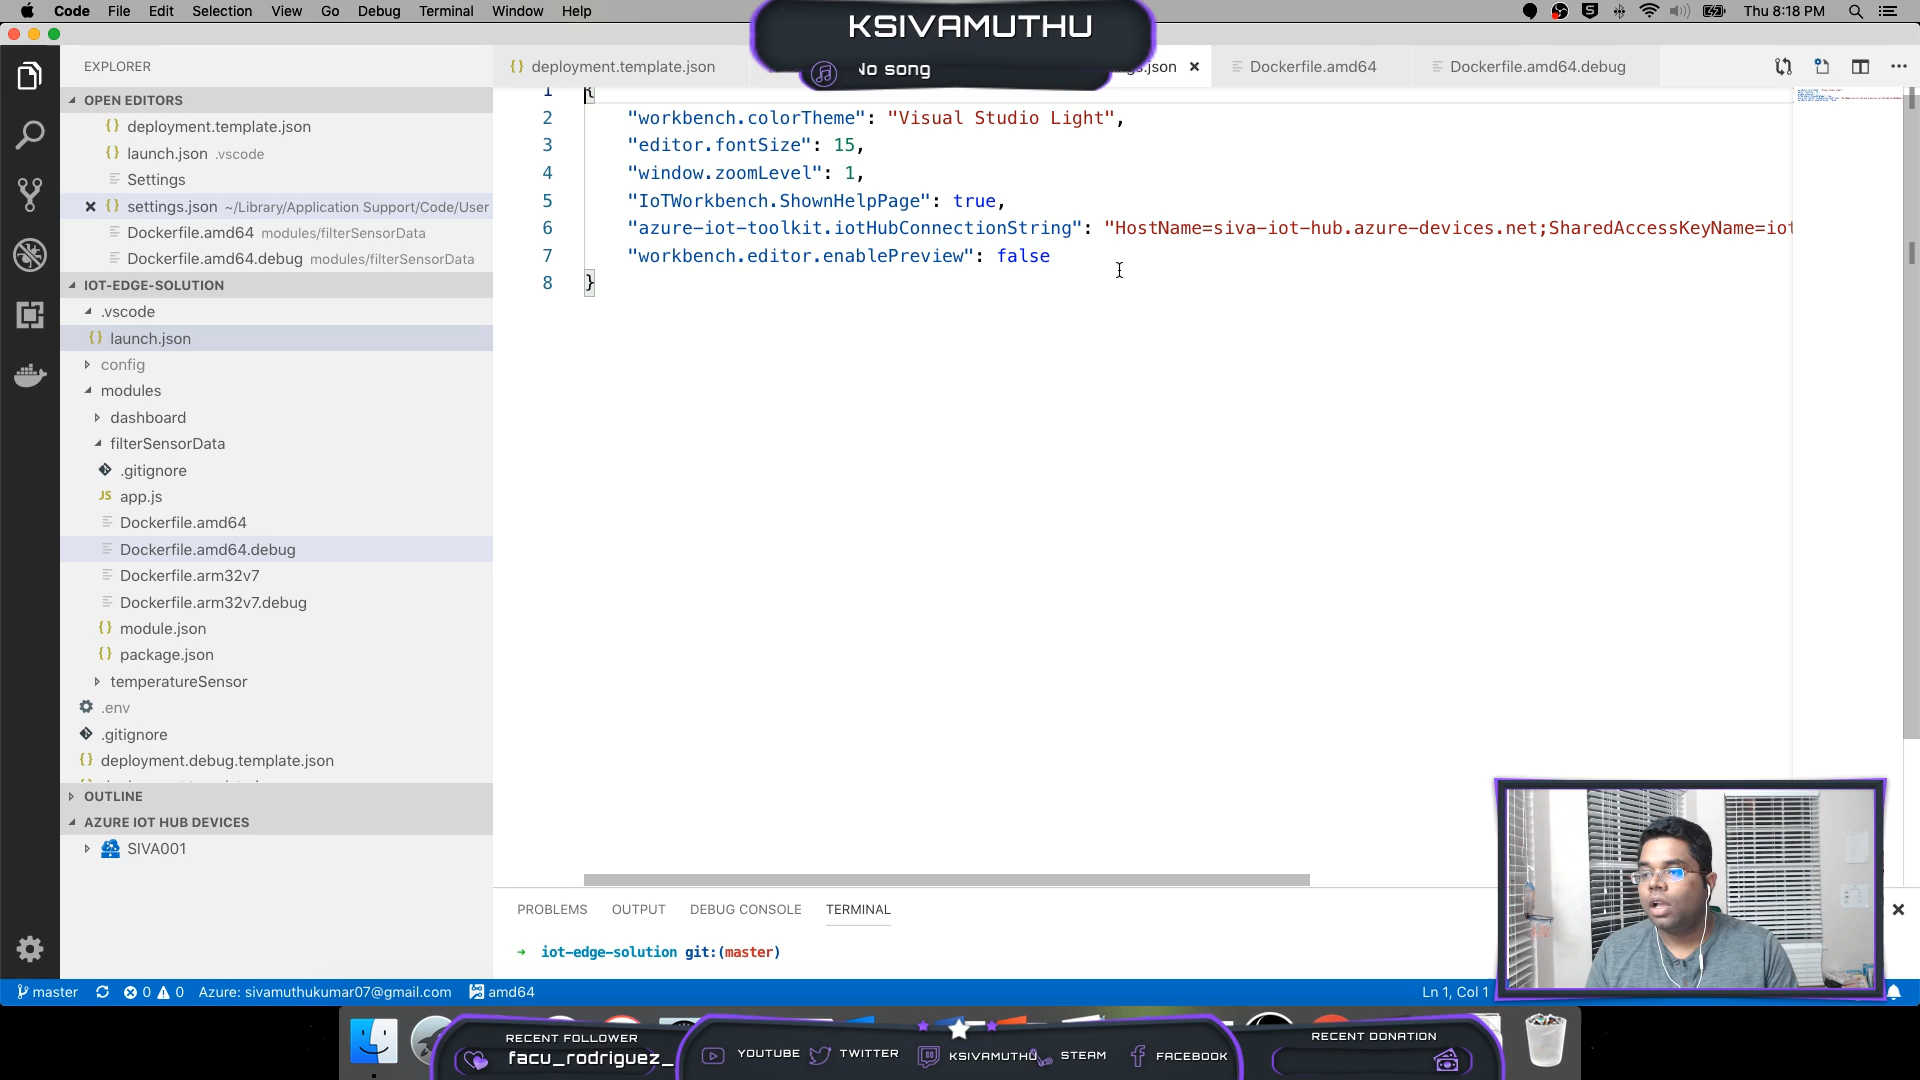 Code File Edit Selection View Go Debug Terminal Window Help
Thu 8:18 PM
KSIVAMUTHU
No song
EXPLORER
OPEN EDITORS
deployment.template.json
launch.json .vscode
Settings
settings.json ~/Library/Application Support/Code/User
Dockerfile.amd64 modules/filterSensorData
Dockerfile.amd64.debug modules/filterSensorData
IOT-EDGE-SOLUTION
.vscode
launch.json
config
modules
dashboard
filterSensorData
.gitignore
JS app.js
Dockerfile.amd64
Dockerfile.amd64.debug
Dockerfile.arm32v7
Dockerfile.arm32v7.debug
module.json
package.json
temperatureSensor
.env
.gitignore
deployment.debug.template.json
OUTLINE
AZURE IOT HUB DEVICES
SIVA001
deployment.template.json
Dockerfile.amd64
Dockerfile.amd64.debug
1 {
2 "workbench.colorTheme": "Visual Studio Light",
3 "editor.fontSize": 15,
4 "window.zoomLevel": 1,
5 "IoTWorkbench.ShownHelpPage": true,
6 "azure-iot-toolkit.iotHubConnectionString": "HostName=siva-iot-hub.azure-devices.net;SharedAccessKeyName=iot
7 "workbench.editor.enablePreview": false
8 }
PROBLEMS OUTPUT DEBUG CONSOLE TERMINAL
→ iot-edge-solution git:(master)
master 0 0 Azure: sivamuthukumar07@gmail.com amd64
Ln 1, Col 1
RECENT FOLLOWER
facu_rodriguez_
YOUTUBE TWITTER KSIVAMUTHU STEAM FACEBOOK
RECENT DONATION